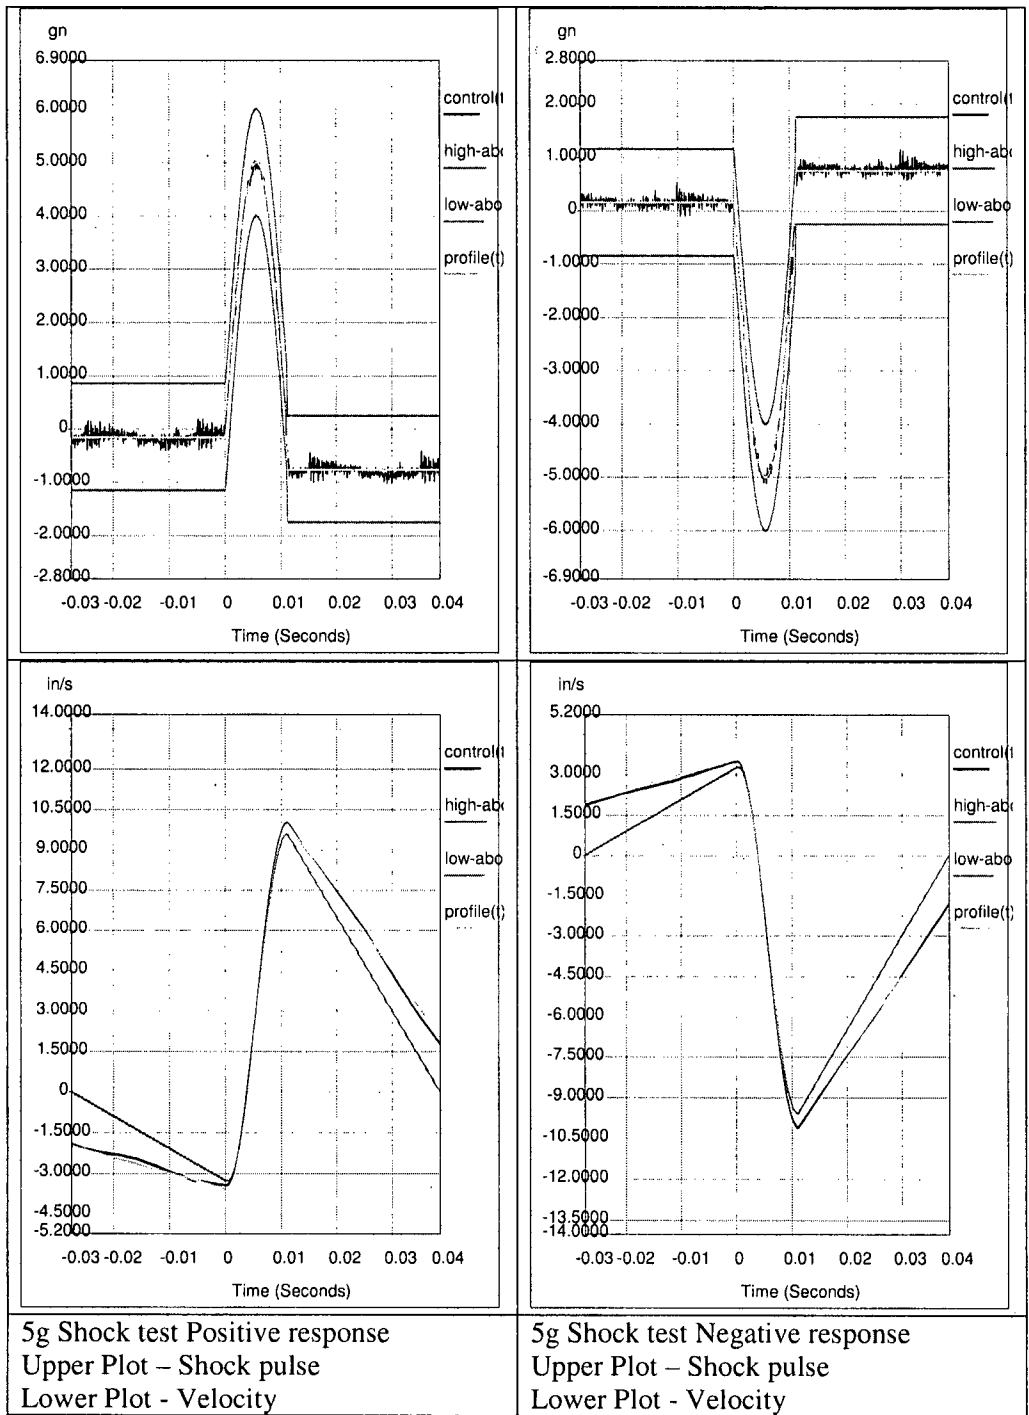 gn
6.9000
6.0000
5.0000
4.0000
3.0000
2.0000
1.0000
0
-1.0000
-2.0000
-2.8000
-0.03 -0.02 -0.01 0 0.01 0.02 0.03 0.04
Time (Seconds)
control(t
high-abo
low-abo
profile(t)
gn
2.8000
2.0000
1.0000
0
-1.0000
-2.0000
-3.0000
-4.0000
-5.0000
-6.0000
-6.9000
-0.03 -0.02 -0.01 0 0.01 0.02 0.03 0.04
Time (Seconds)
control(t
high-abo
low-abo
profile(t)
in/s
14.0000
12.0000
10.5000
9.0000
7.5000
6.0000
4.5000
3.0000
1.5000
0
-1.5000
-3.0000
-4.5000
-5.2000
-0.03 -0.02 -0.01 0 0.01 0.02 0.03 0.04
Time (Seconds)
control(t
high-abo
low-abo
profile(t)
in/s
5.2000
3.0000
1.5000
0
-1.5000
-3.0000
-4.5000
-6.0000
-7.5000
-9.0000
-10.5000
-12.0000
-13.5000
-14.0000
-0.03 -0.02 -0.01 0 0.01 0.02 0.03 0.04
Time (Seconds)
control(t
high-abo
low-abo
profile(t)
5g Shock test Positive response
Upper Plot – Shock pulse
Lower Plot - Velocity
5g Shock test Negative response
Upper Plot – Shock pulse
Lower Plot - Velocity